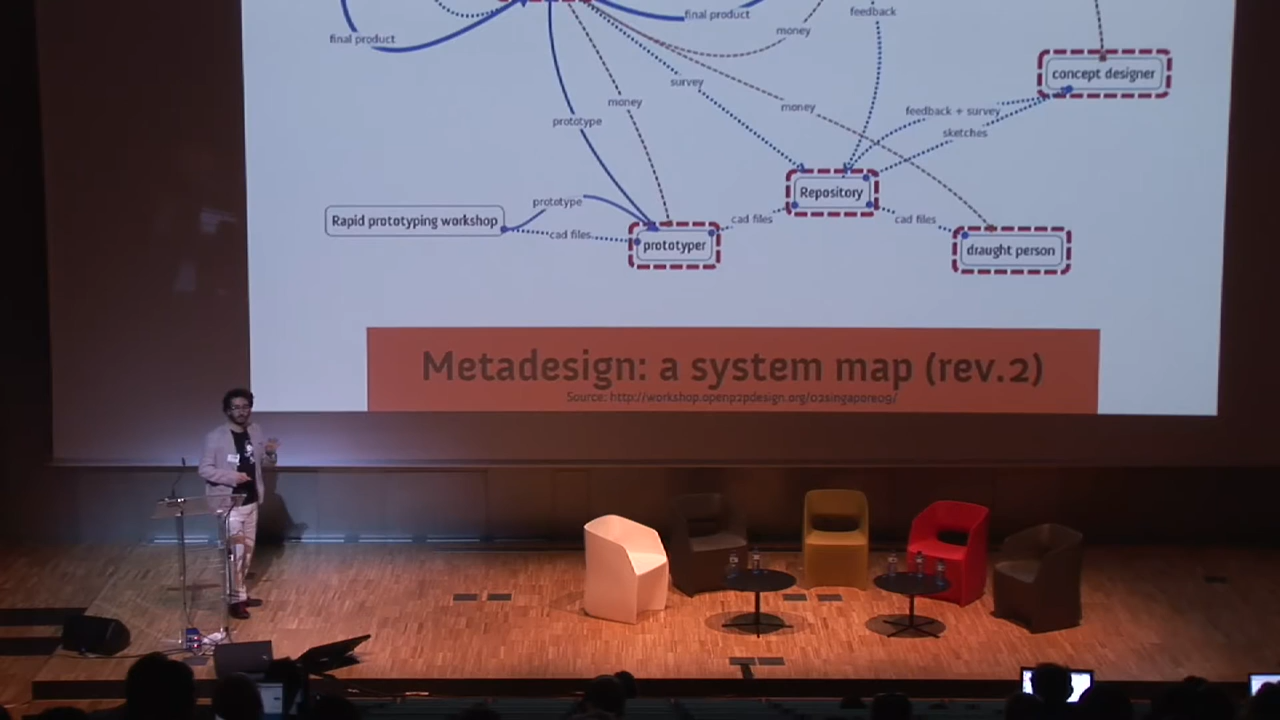 final product
final product
money
feedback
survey
money
prototype
money
feedback + survey
sketches
concept designer
Repository
prototype
cad files
cad files
cad files
Rapid prototyping workshop
prototyper
draught person
Metadesign: a system map (rev.2)
Source: http://workshop.openp2pdesign.org/o2singapore09/